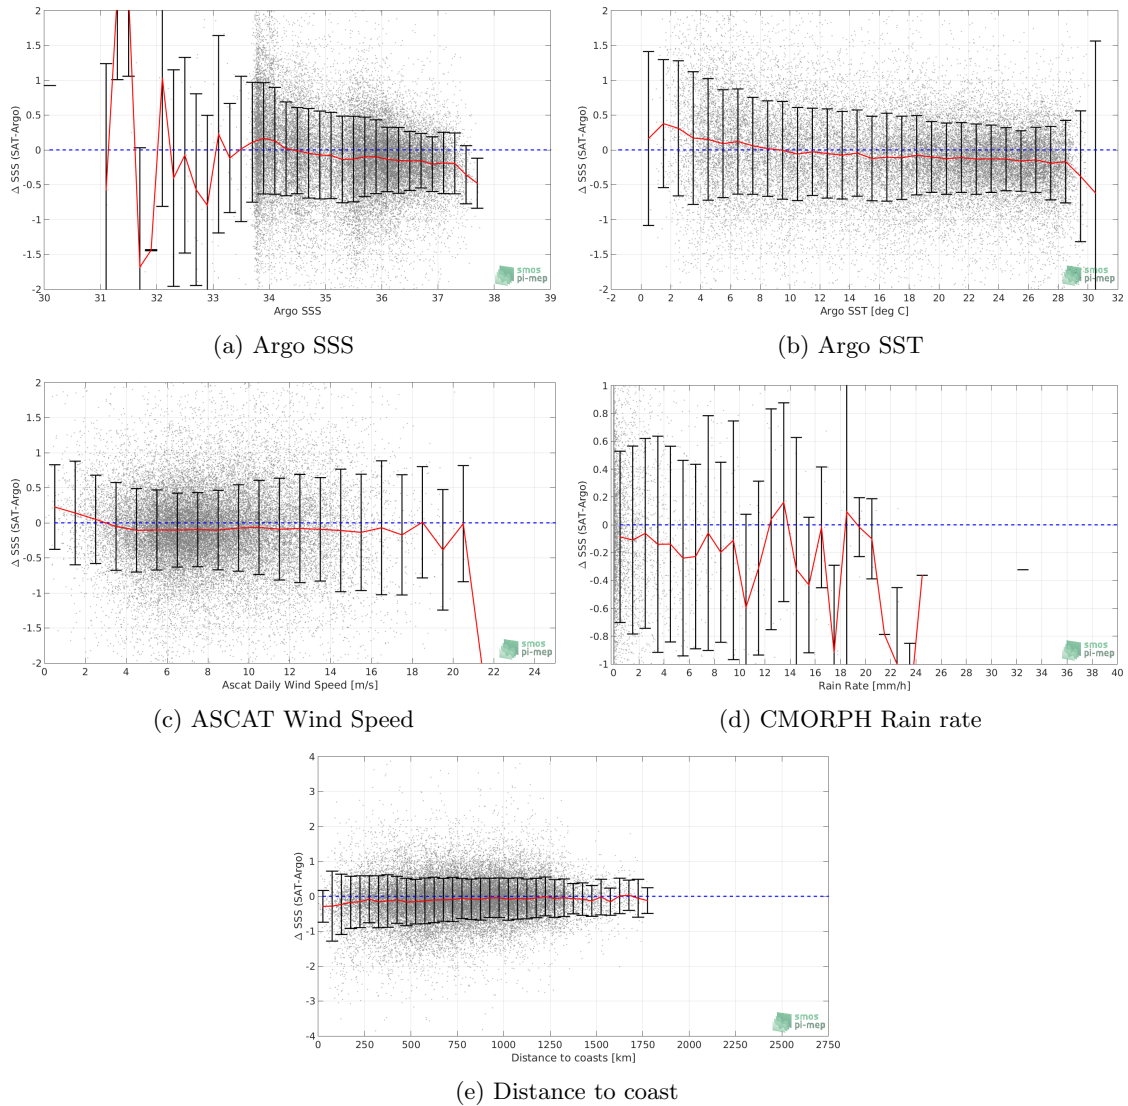 2
1.5
1
0.5
0
-0.5
-1
-1.5
-2
Δ SSS (SAT-Argo)
30 31 32 33 34 35 36 37 38 39
Argo SSS
smos
pi-mep
(a) Argo SSS
2
1.5
1
0.5
0
-0.5
-1
-1.5
-2
Δ SSS (SAT-Argo)
-2 0 2 4 6 8 10 12 14 16 18 20 22 24 26 28 30 32
Argo SST [deg C]
smos
pi-mep
(b) Argo SST
2
1.5
1
0.5
0
-0.5
-1
-1.5
-2
Δ SSS (SAT-Argo)
0 2 4 6 8 10 12 14 16 18 20 22 24
Ascat Daily Wind Speed [m/s]
smos
pi-mep
(c) ASCAT Wind Speed
1
0.8
0.6
0.4
0.2
0
-0.2
-0.4
-0.6
-0.8
-1
Δ SSS (SAT-Argo)
0 2 4 6 8 10 12 14 16 18 20 22 24 26 28 30 32 34 36 38 40
Rain Rate [mm/h]
smos
pi-mep
(d) CMORPH Rain rate
4
3
2
1
0
-1
-2
-3
-4
Δ SSS (SAT-Argo)
0 250 500 750 1000 1250 1500 1750 2000 2250 2500 2750
Distance to coasts [km]
smos
pi-mep
(e) Distance to coast